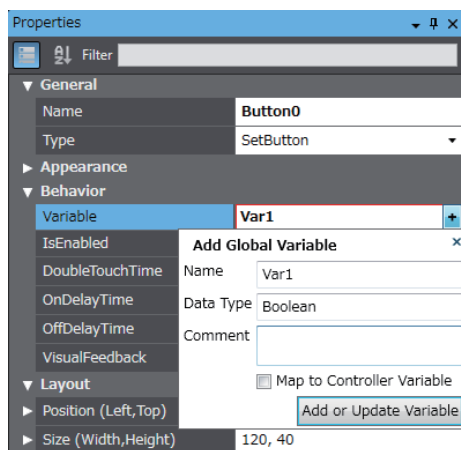 Properties
Filter
General
Name Button0
Type SetButton
Appearance
Behavior
Variable Var1 +
IsEnabled
DoubleTouchTime
OnDelayTime
OffDelayTime
VisualFeedback
Add Global Variable ×
Name Var1
Data Type Boolean
Comment
Map to Controller Variable
Add or Update Variable
Layout
Position (Left,Top)
Size (Width,Height) 120, 40